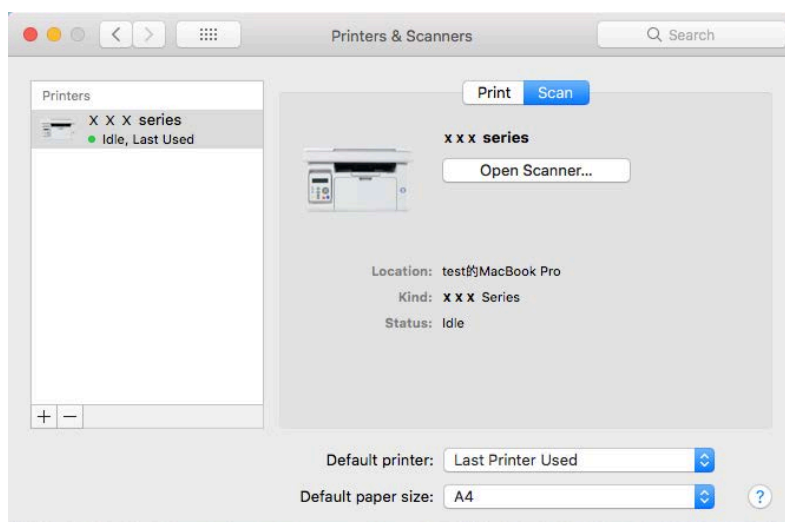 Printers & Scanners
Search
Printers
X X X series
Idle, Last Used
Print Scan
x x x series
Open Scanner...
Location: test的MacBook Pro
Kind: x x x Series
Status: Idle
+ −
Default printer: Last Printer Used
Default paper size: A4
?